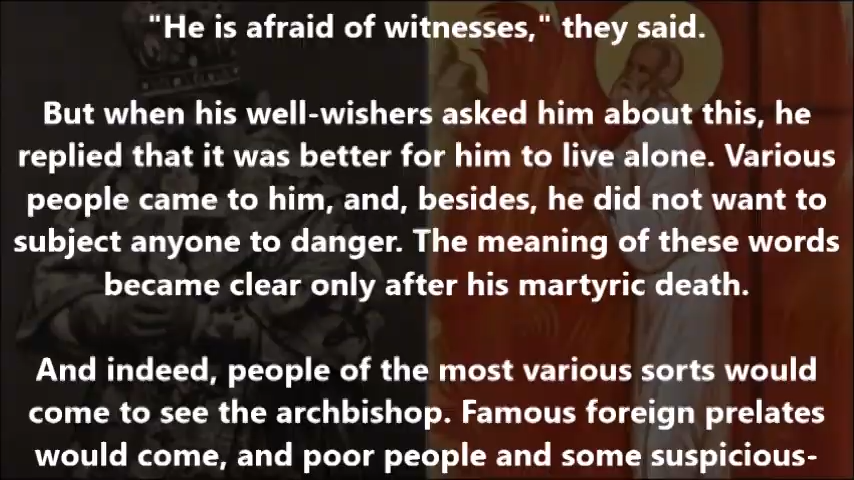 "He is afraid of witnesses," they said.
But when his well-wishers asked him about this, he
replied that it was better for him to live alone. Various
people came to him, and, besides, he did not want to
subject anyone to danger. The meaning of these words
became clear only after his martyric death.
And indeed, people of the most various sorts would
come to see the archbishop. Famous foreign prelates
would come, and poor people and some suspicious-